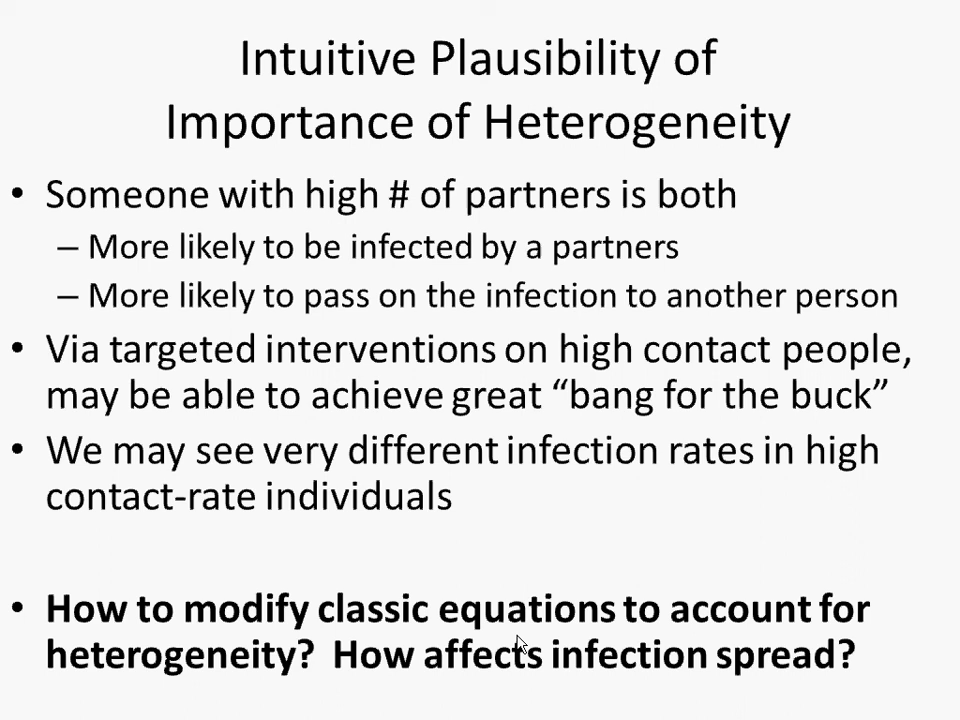 Intuitive Plausibility of
Importance of Heterogeneity
• Someone with high # of partners is both
– More likely to be infected by a partners
– More likely to pass on the infection to another person
• Via targeted interventions on high contact people,
may be able to achieve great “bang for the buck”
• We may see very different infection rates in high
contact-rate individuals
• How to modify classic equations to account for
heterogeneity? How affects infection spread?